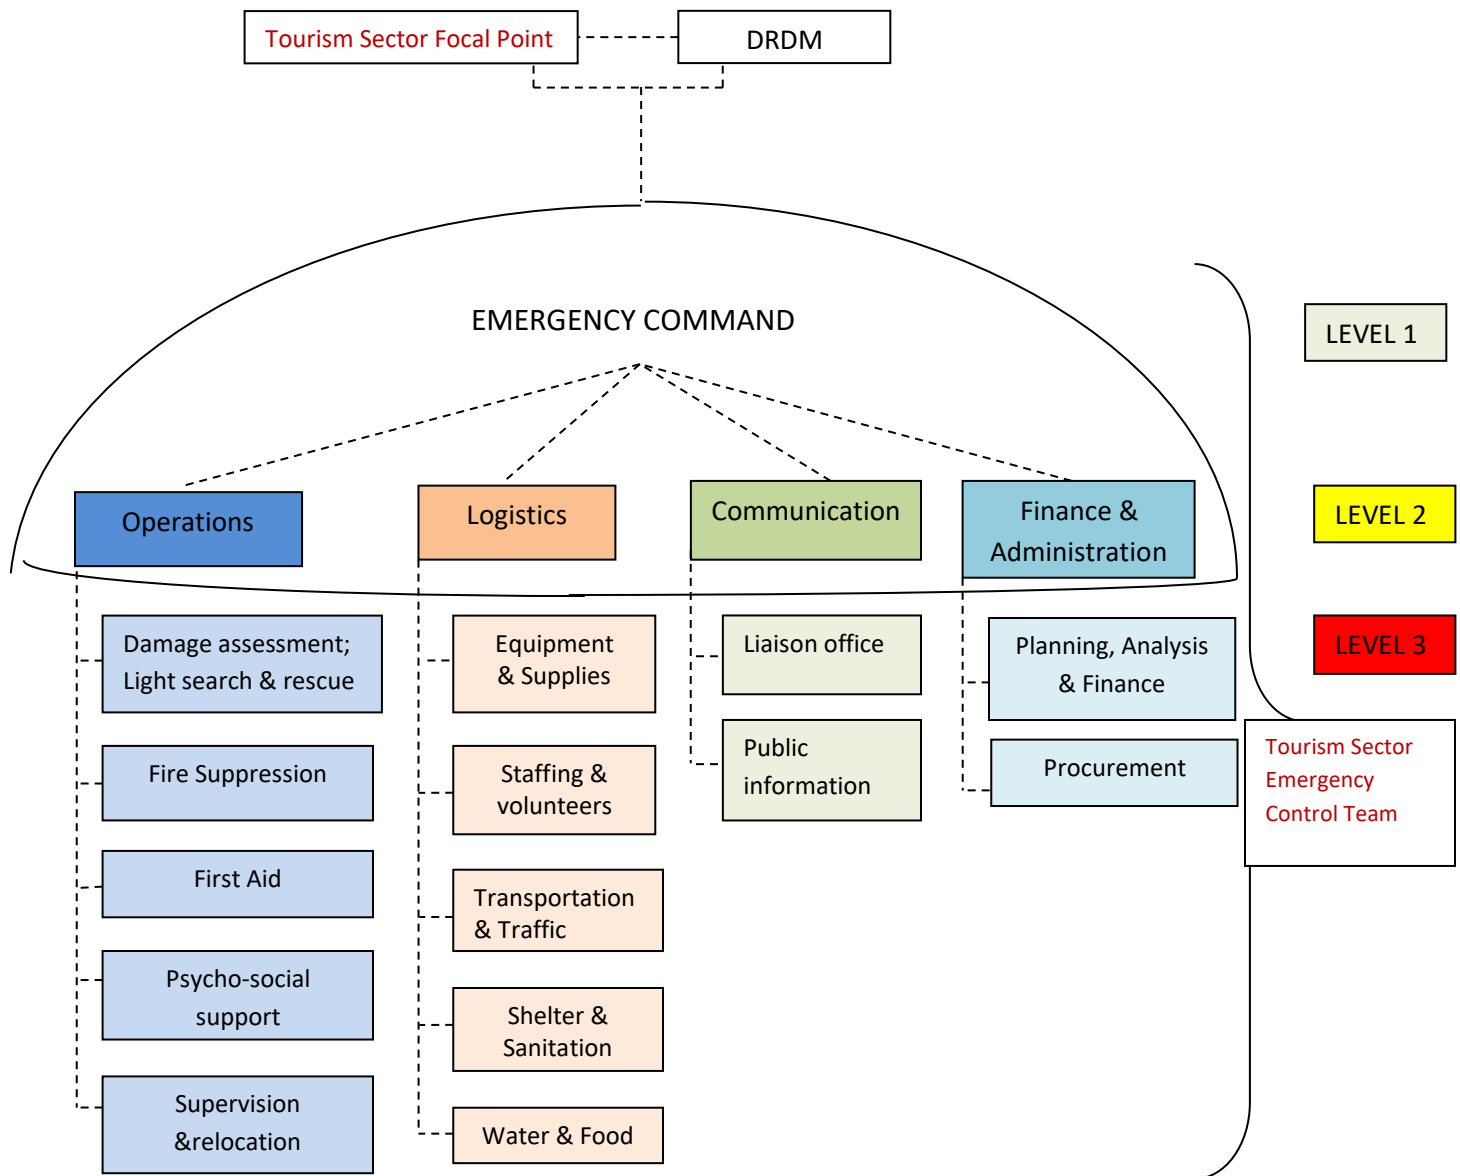 Tourism Sector Focal Point
DRDM
EMERGENCY COMMAND
LEVEL 1
Operations
Logistics
Communication
Finance &
Administration
LEVEL 2
Damage assessment;
Light search & rescue
Equipment
& Supplies
Liaison office
Planning, Analysis
& Finance
LEVEL 3
Fire Suppression
Staffing &
volunteers
Public
information
Procurement
Tourism Sector
Emergency
Control Team
First Aid
Transportation
& Traffic
Psycho-social
support
Shelter &
Sanitation
Supervision
&relocation
Water & Food